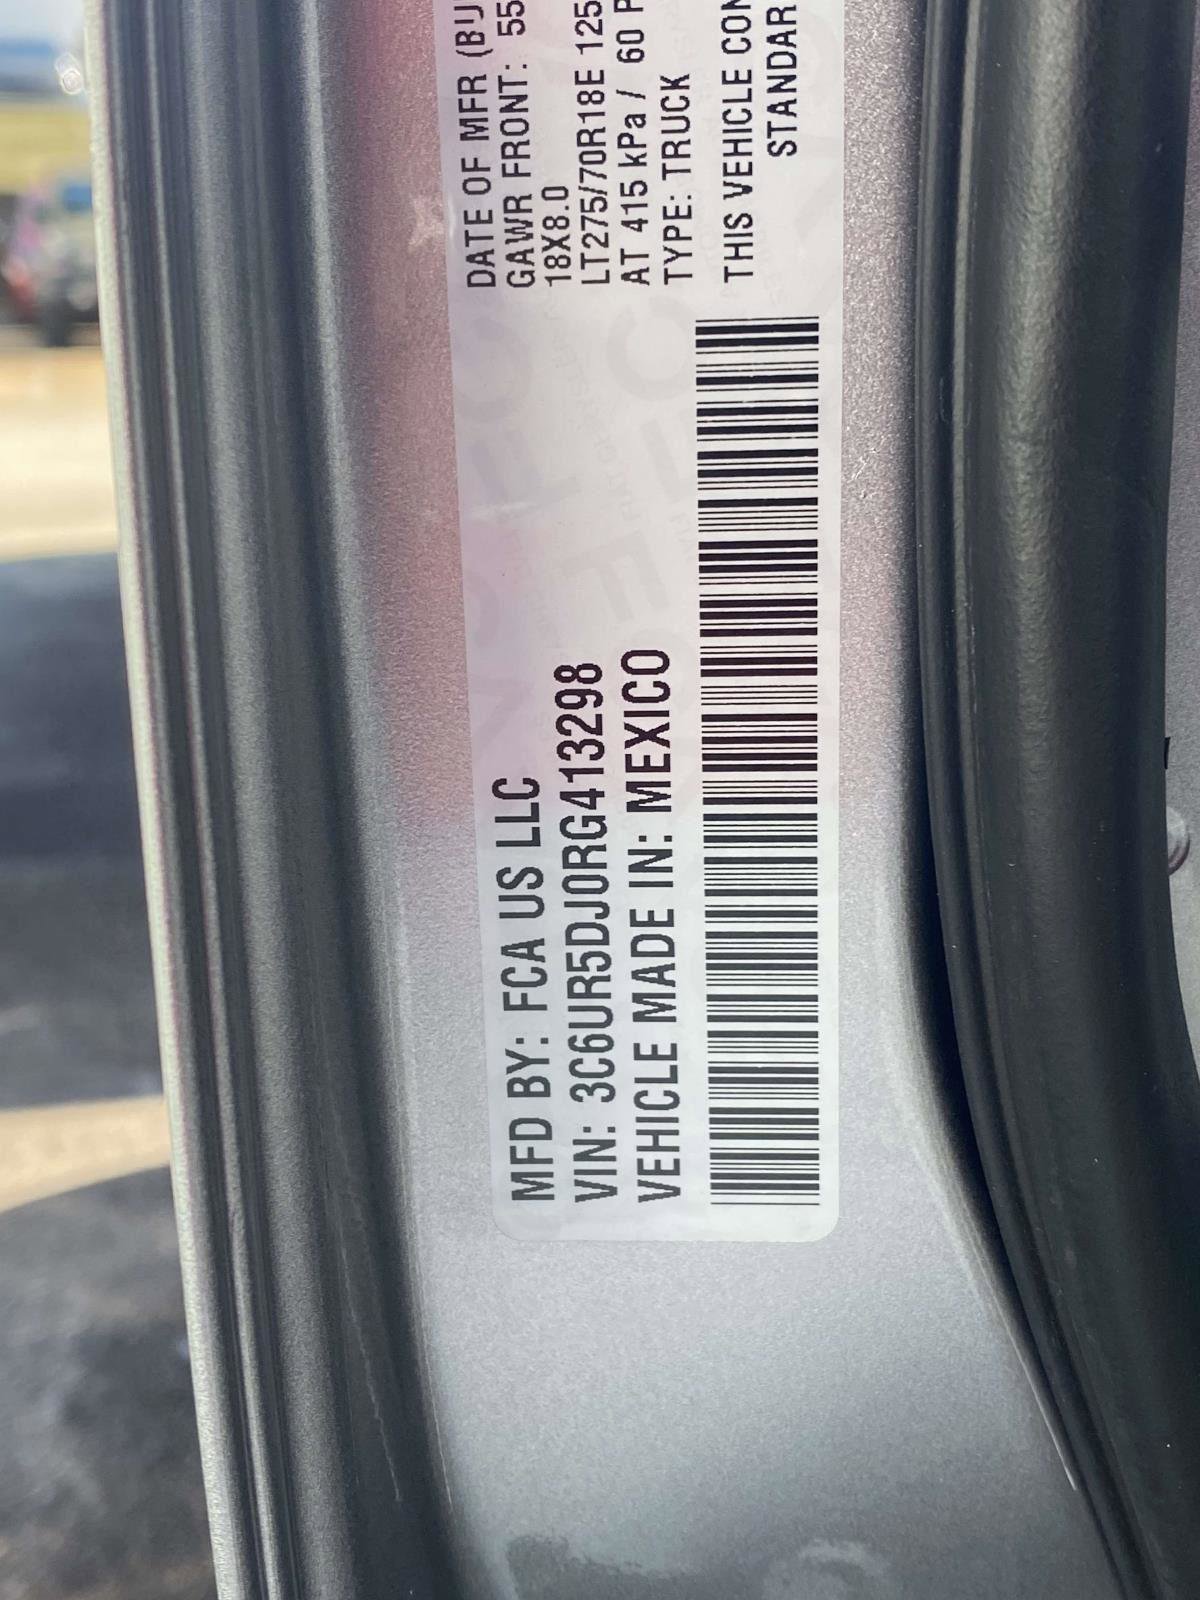 MFD BY: FCA US LLC
VIN: 3C6UR5DJ0RG413298
VEHICLE MADE IN: MEXICO
DATE OF MFR
GAWR FRONT: 55
18X8.0
LT275/70R18E 125
AT 415 kPa / 60 P
TYPE: TRUCK
THIS VEHICLE CON
STANDAR